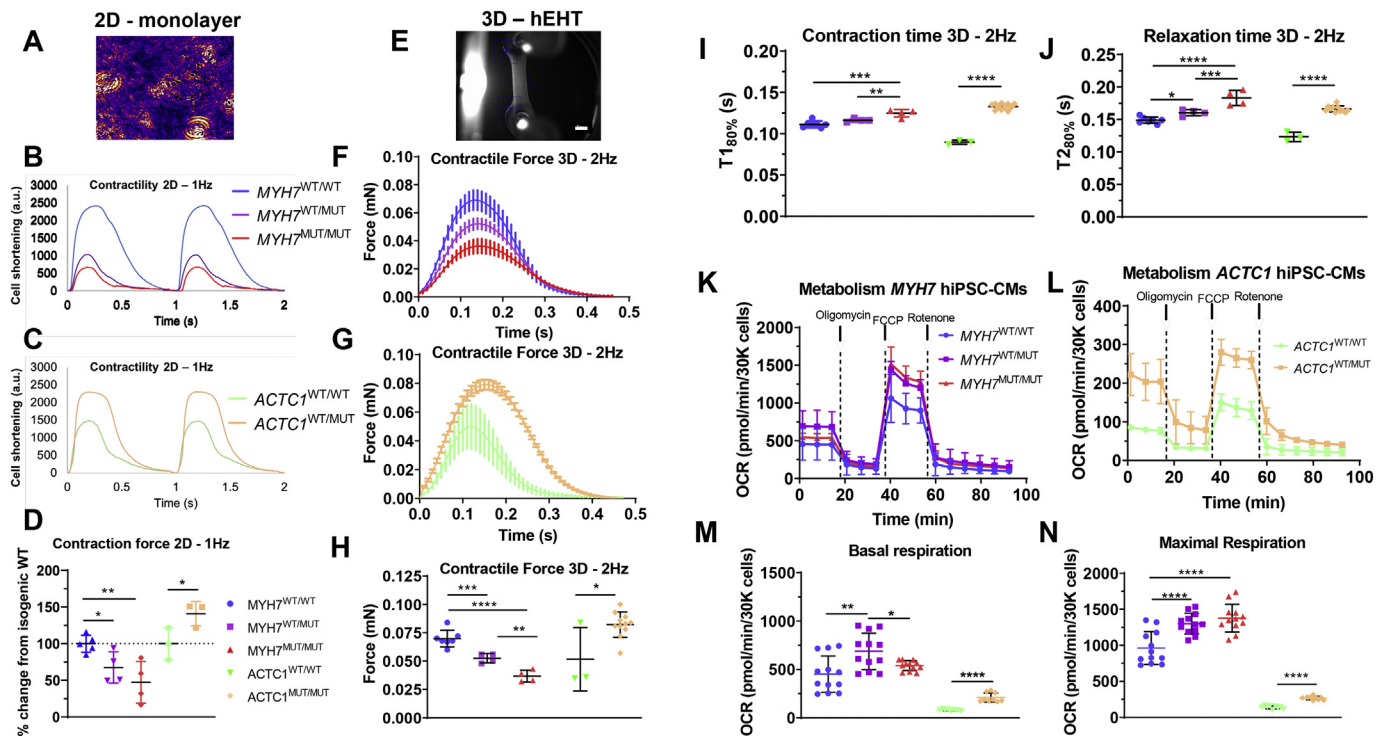 2D - monolayer
A
B
Contractility 2D – 1Hz
Cell shortening (a.u.)
3000
2500
2000
1500
1000
500
0
0
0.5
1
1.5
2
Time (s)
MYH7WT/WT
MYH7WT/MUT
MYH7MUT/MUT
C
Contractility 2D – 1Hz
Cell shortening (a.u.)
3000
2500
2000
1500
1000
500
0
0
0.5
1
1.5
2
Time (s)
ACTC1WT/WT
ACTC1WT/MUT
D
Contraction force 2D - 1Hz
% change from isogenic WT
200
150
100
75
50
25
0
*
**
*
MYH7WT/WT
MYH7WT/MUT
MYH7MUT/MUT
ACTC1WT/WT
ACTC1MUT/MUT
3D – hEHT
E
F
Contractile Force 3D - 2Hz
Force (mN)
0.10
0.08
0.06
0.04
0.02
0.00
0.0
0.1
0.2
0.3
0.4
0.5
Time (s)
G
Contractile Force 3D - 2Hz
Force (mN)
0.10
0.08
0.06
0.04
0.02
0.00
0.0
0.1
0.2
0.3
0.4
0.5
Time (s)
H
Contractile Force 3D - 2Hz
Force (mN)
0.125
0.100
0.075
0.050
0.025
0.000
***
****
**
*
I
Contraction time 3D - 2Hz
T180% (s)
0.20
0.15
0.10
0.05
0.00
***
**
****
J
Relaxation time 3D - 2Hz
T280% (s)
0.25
0.20
0.15
0.10
0.05
0.00
****
***
*
****
K
Metabolism MYH7 hiPSC-CMs
Oligomycin
FCCP
Rotenone
OCR (pmol/min/30K cells)
2000
1500
1000
500
0
0
20
40
60
80
100
Time (min)
MYH7WT/WT
MYH7WT/MUT
MYH7MUT/MUT
L
Metabolism ACTC1 hiPSC-CMs
Oligomycin
FCCP
Rotenone
OCR (pmol/min/30K cells)
400
300
200
100
0
0
20
40
60
80
100
Time (min)
ACTC1WT/WT
ACTC1WT/MUT
M
Basal respiration
OCR (pmol/min/30K cells)
1500
1000
500
0
**
*
****
N
Maximal Respiration
OCR (pmol/min/30K cells)
2000
1500
1000
500
0
****
****
****